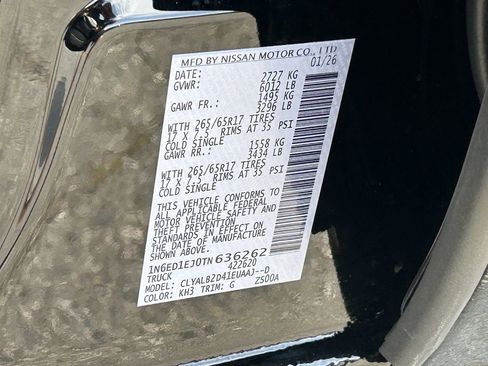 MFD BY NISSAN MOTOR CO., LTD
DATE: 01/26
GVWR: 2727 KG
6012 LB
GAWR FR.: 1495 KG
3296 LB
WITH 265/65R17 TIRES
17 X 7.5 RIMS AT 35 PSI
COLD SINGLE
GAWR RR.: 1558 KG
3434 LB
WITH 265/65R17 TIRES
17 X 7.5 RIMS AT 35 PSI
COLD SINGLE
THIS VEHICLE CONFORMS TO
ALL APPLICABLE FEDERAL
MOTOR VEHICLE SAFETY AND
THEFT PREVENTION
STANDARDS IN EFFECT ON
THE DATE OF MANUFACTURE
1N6ED1EJ0TN636262
TRUCK 422620
MODEL: CLYALB2D41EUAAJ--D
COLOR: KH3 TRIM: G ZS00A